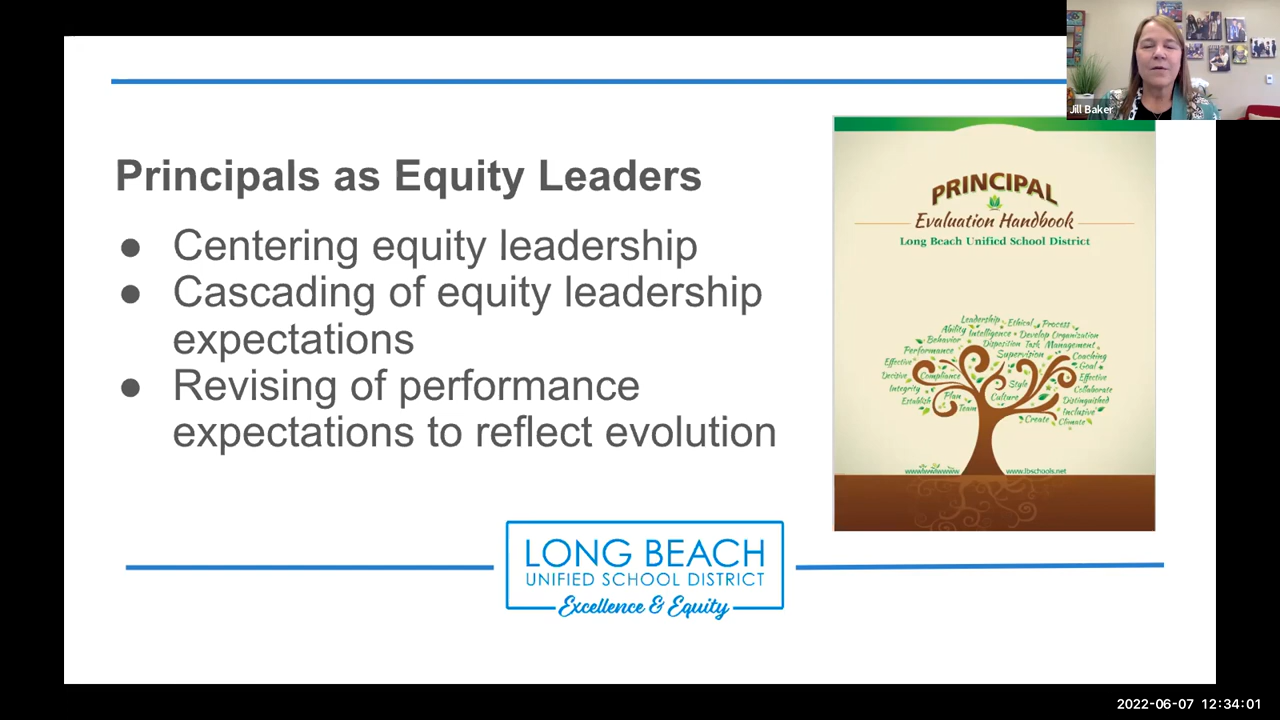 Jill Baker
Principals as Equity Leaders
● Centering equity leadership
● Cascading of equity leadership
expectations
● Revising of performance
expectations to reflect evolution
PRINCIPAL
Evaluation Handbook
Long Beach Unified School District
Leadership Ethical Process
Ability Intelligence Develop Organization
Behavior Disposition Task Management
Performance Supervision Coaching
Effective Goal
Decisive Compliance Style Effective
Integrity Plan Culture Collaborate
Establish Team Distinguished
Inclusive
Create Climate
www.lbschools.net
LONG BEACH
UNIFIED SCHOOL DISTRICT
Excellence & Equity
2022-06-07 12:34:01